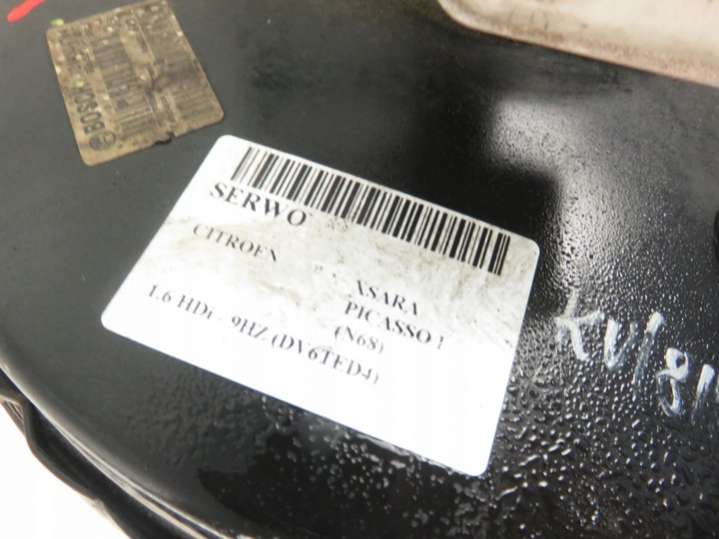 BOSCH
SERWO
CITROEN
XSARA
PICASSO I
(N68)
1.6 HDi - 9HZ (DV6TED4)